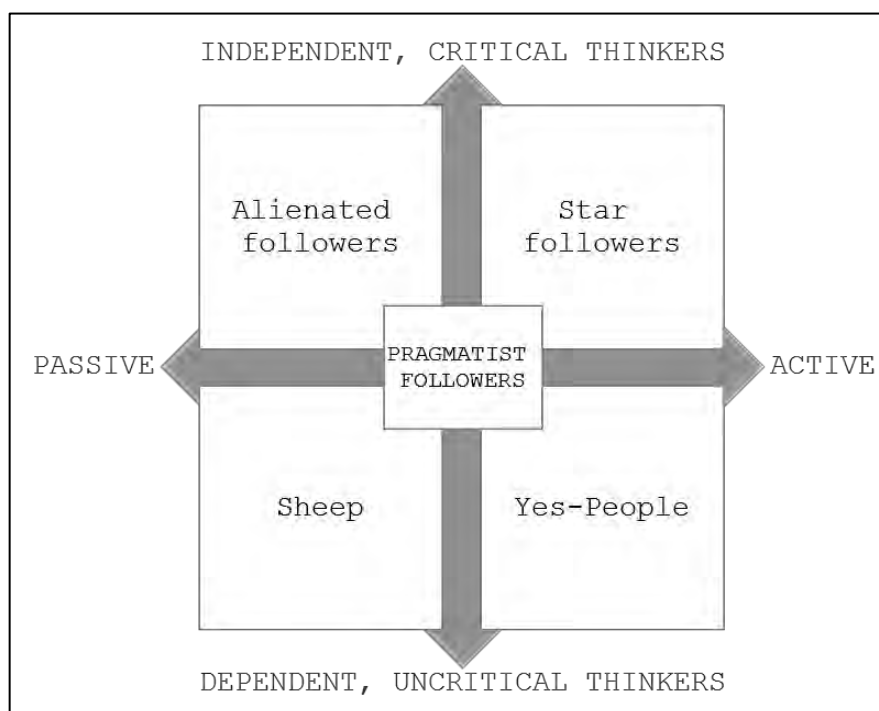 INDEPENDENT, CRITICAL THINKERS
Alienated
followers
Star
followers
PASSIVE
PRAGMATIST
FOLLOWERS
ACTIVE
Sheep
Yes-People
DEPENDENT, UNCRITICAL THINKERS